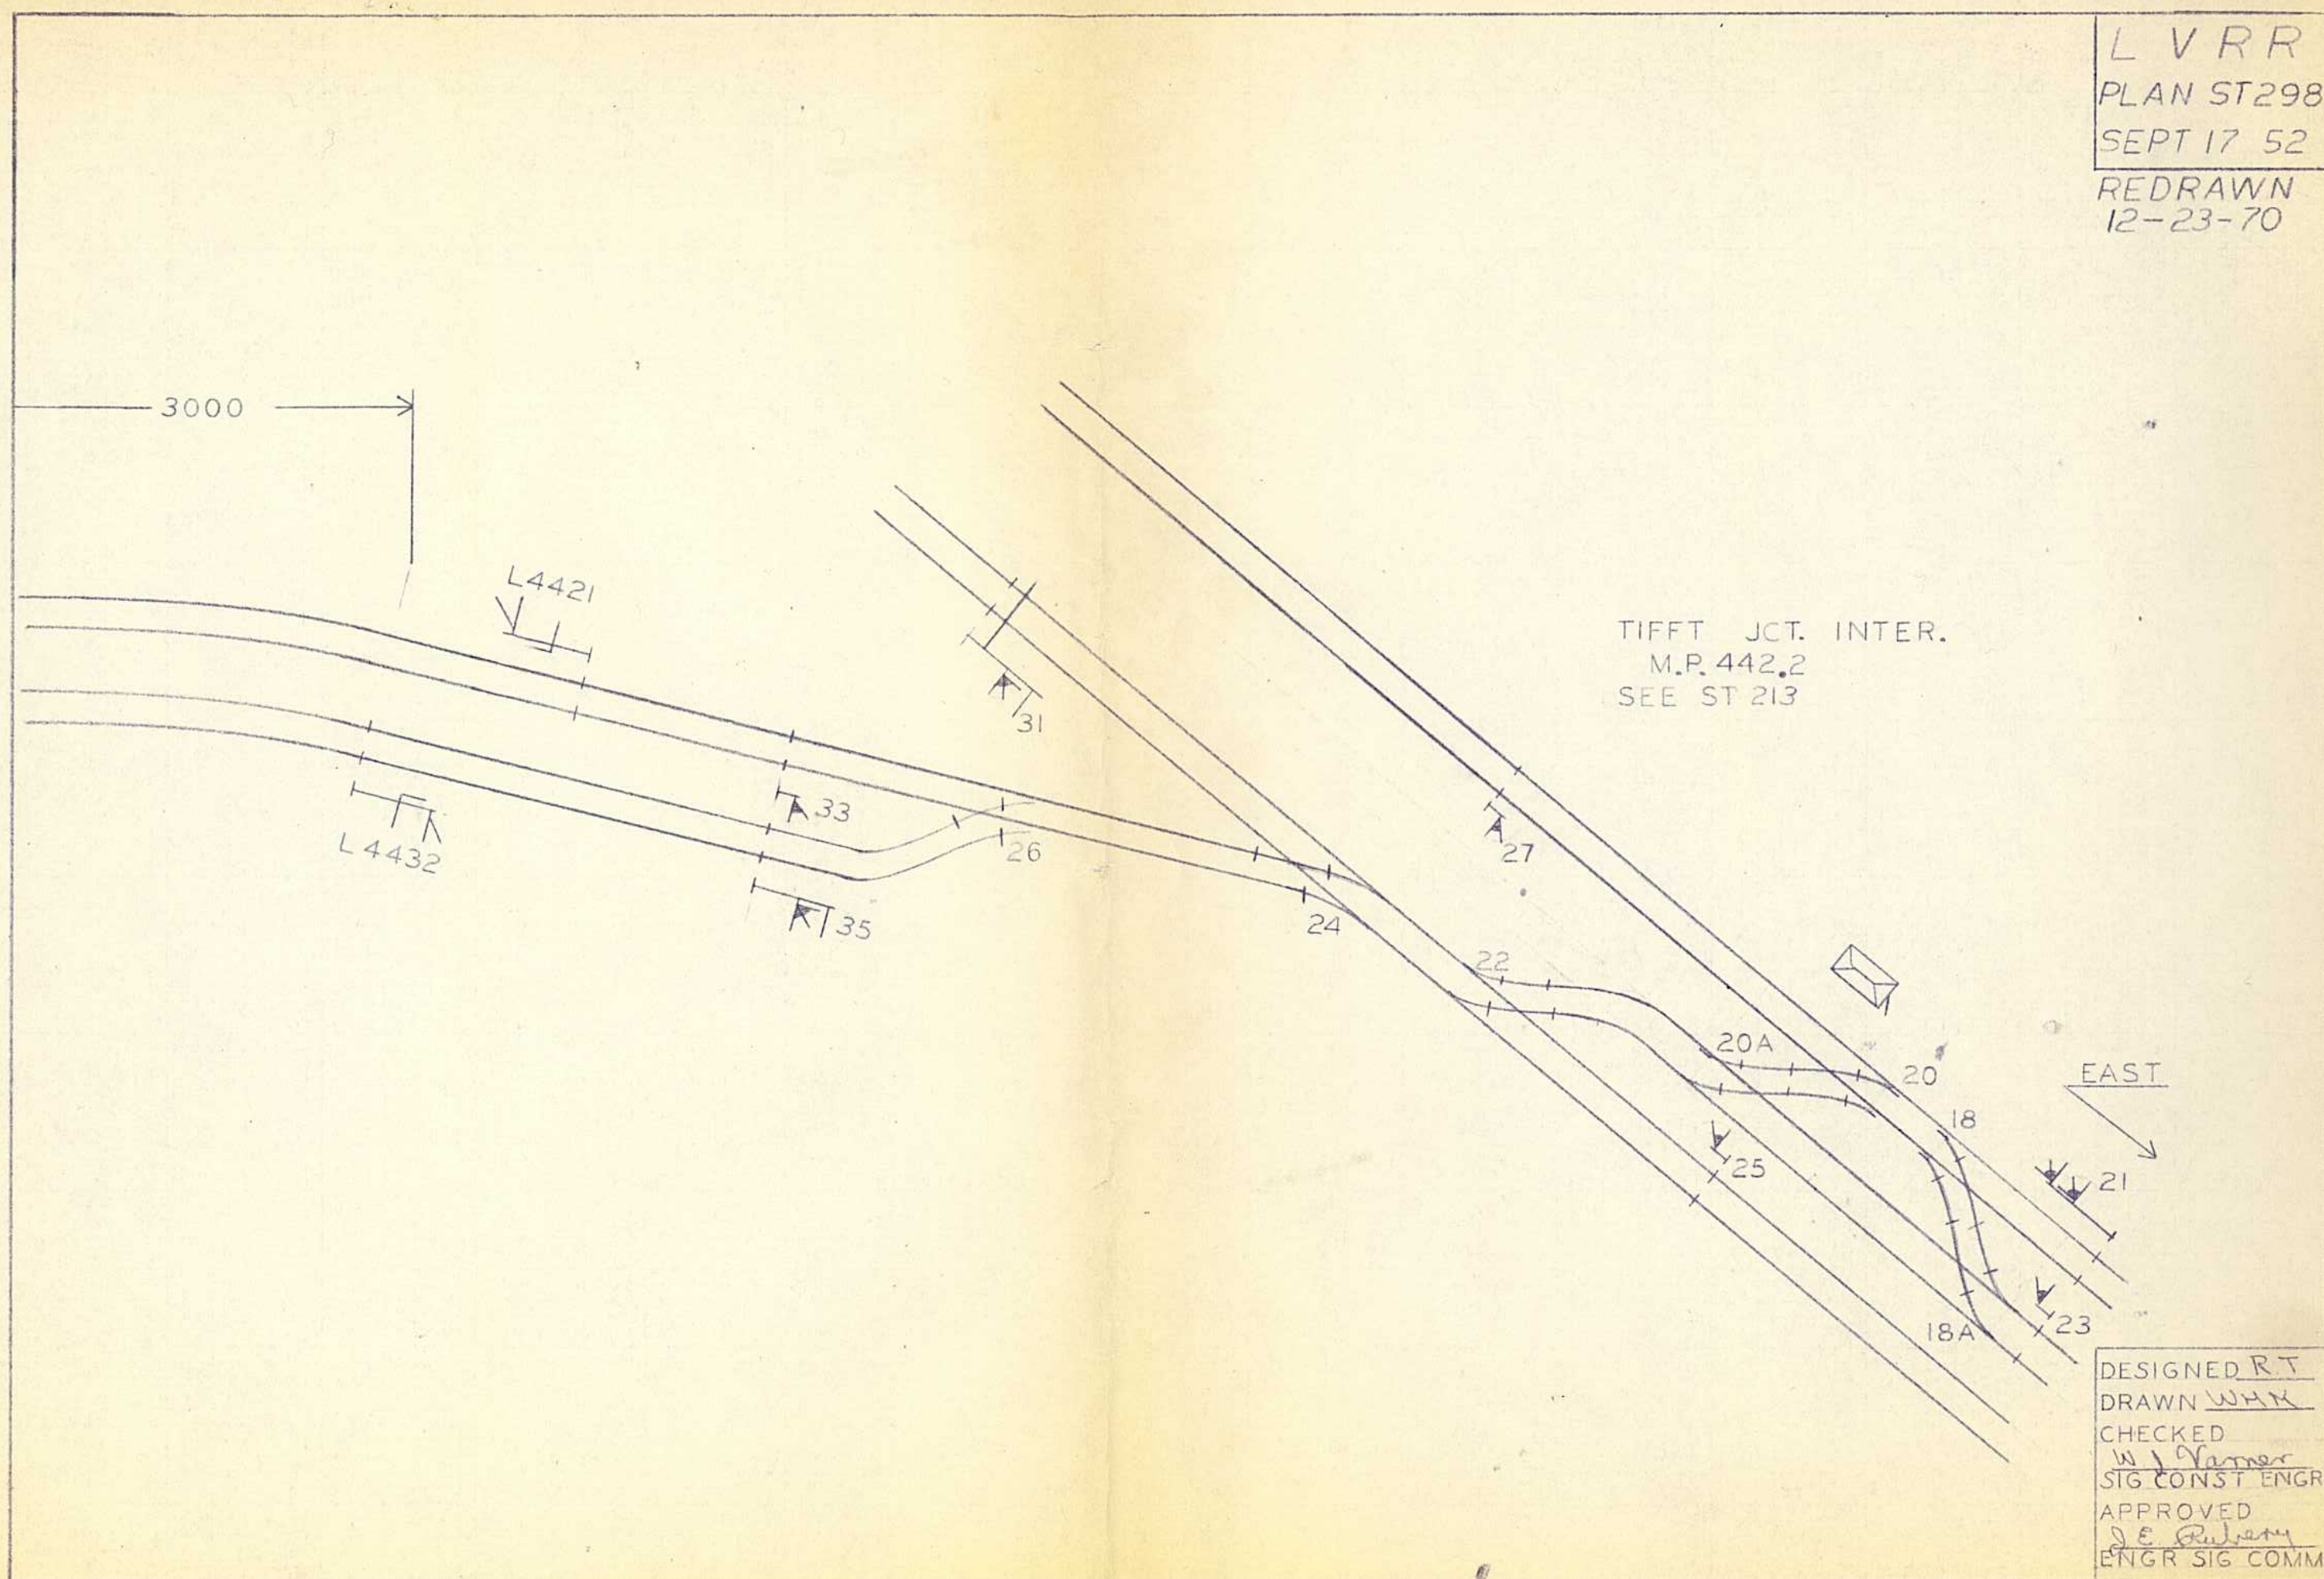 L V R R
PLAN ST298
SEPT 17 52
REDRAWN
12-23-70
3000
L4421
TIFFT JCT. INTER.
M.P. 442.2
SEE ST 213
31
33
26
L4432
35
27
24
22
20A
20
EAST
18
25
21
18A
23
DESIGNED R T
DRAWN WHK
CHECKED
W J Varner
SIG CONST ENGR
APPROVED
J E
ENGR SIG COMM